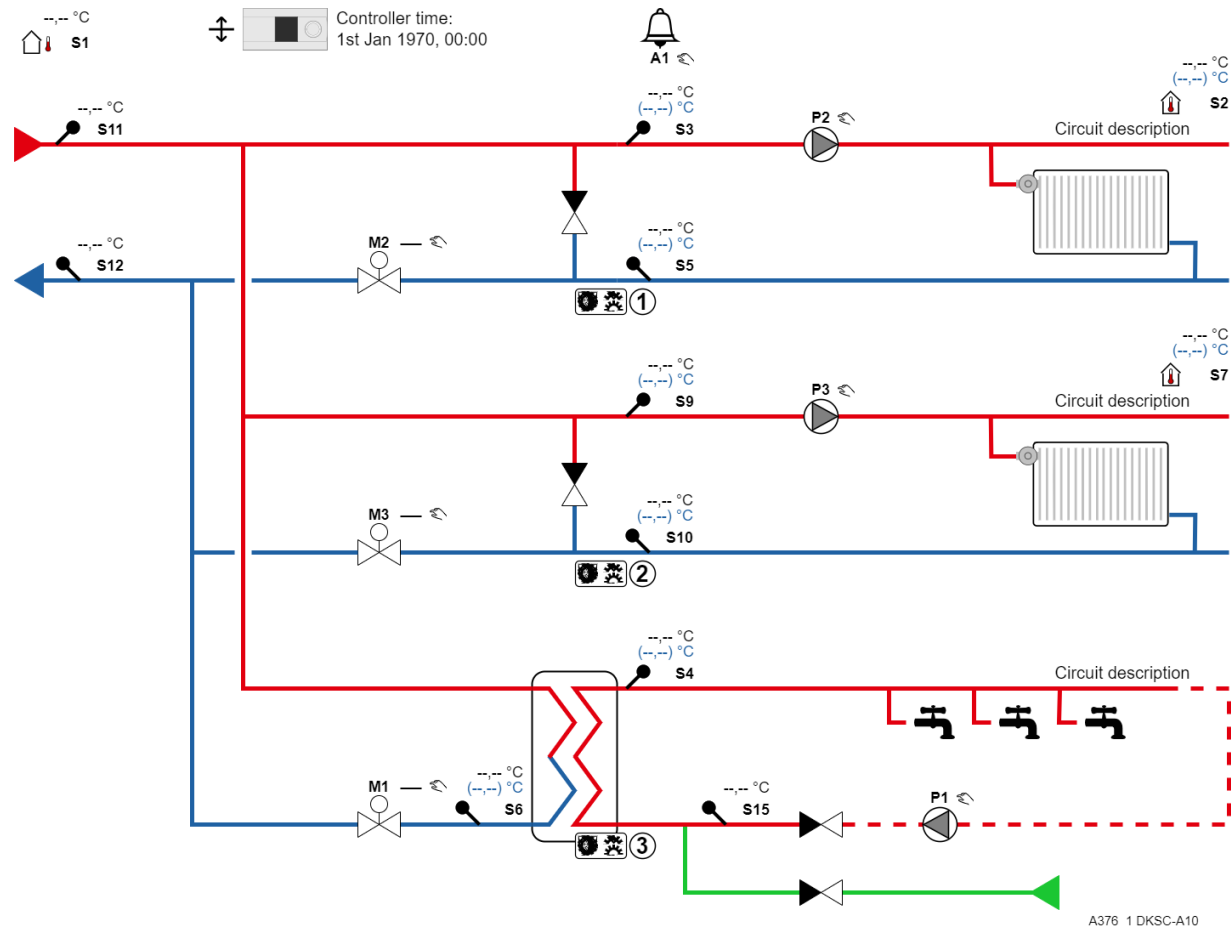 --,-- °C
S1
Controller time:
1st Jan 1970, 00:00
A1
--,-- °C
(--,--) °C
S2
--,-- °C
S11
--,-- °C
(--,--) °C
S3
P2
Circuit description
--,-- °C
S12
M2
--,-- °C
(--,--) °C
S5
1
--,-- °C
(--,--) °C
S7
--,-- °C
(--,--) °C
S9
P3
Circuit description
M3
--,-- °C
(--,--) °C
S10
2
--,-- °C
(--,--) °C
S4
Circuit description
M1
--,-- °C
(--,--) °C
S6
--,-- °C
S15
P1
3
A376 1 DKSC-A10